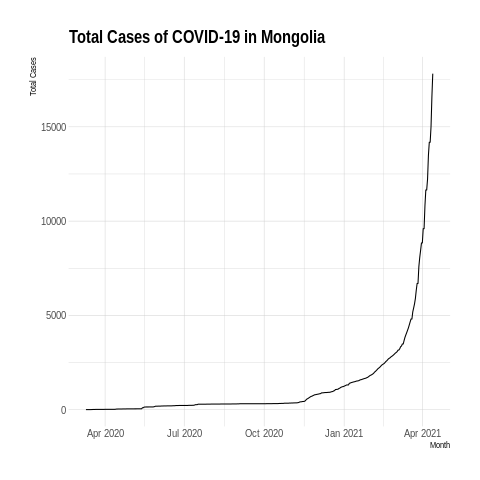 Total Cases of COVID-19 in Mongolia
Total Cases
15000
10000
5000
0
Apr 2020 Jul 2020 Oct 2020 Jan 2021 Apr 2021
Month